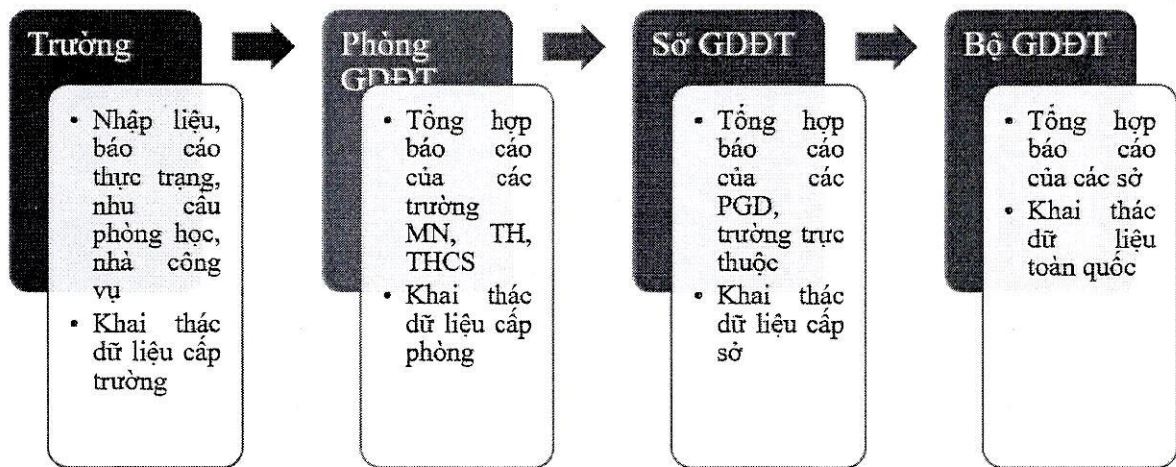 Trường
• Nhập liệu,
báo cáo
thực trạng,
nhu cầu
phòng học,
nhà công
vụ
• Khai thác
dữ liệu cấp
trường
Phòng
GDĐT
• Tổng hợp
báo cáo
của các
trường
MN, TH,
THCS
• Khai thác
dữ liệu cấp
phòng
Sở GDĐT
• Tổng hợp
báo cáo
của các
PGD,
trường trực
thuộc
• Khai thác
dữ liệu cấp
sở
Bộ GDĐT
• Tổng hợp
báo cáo
của các sở
• Khai thác
dữ liệu
toàn quốc